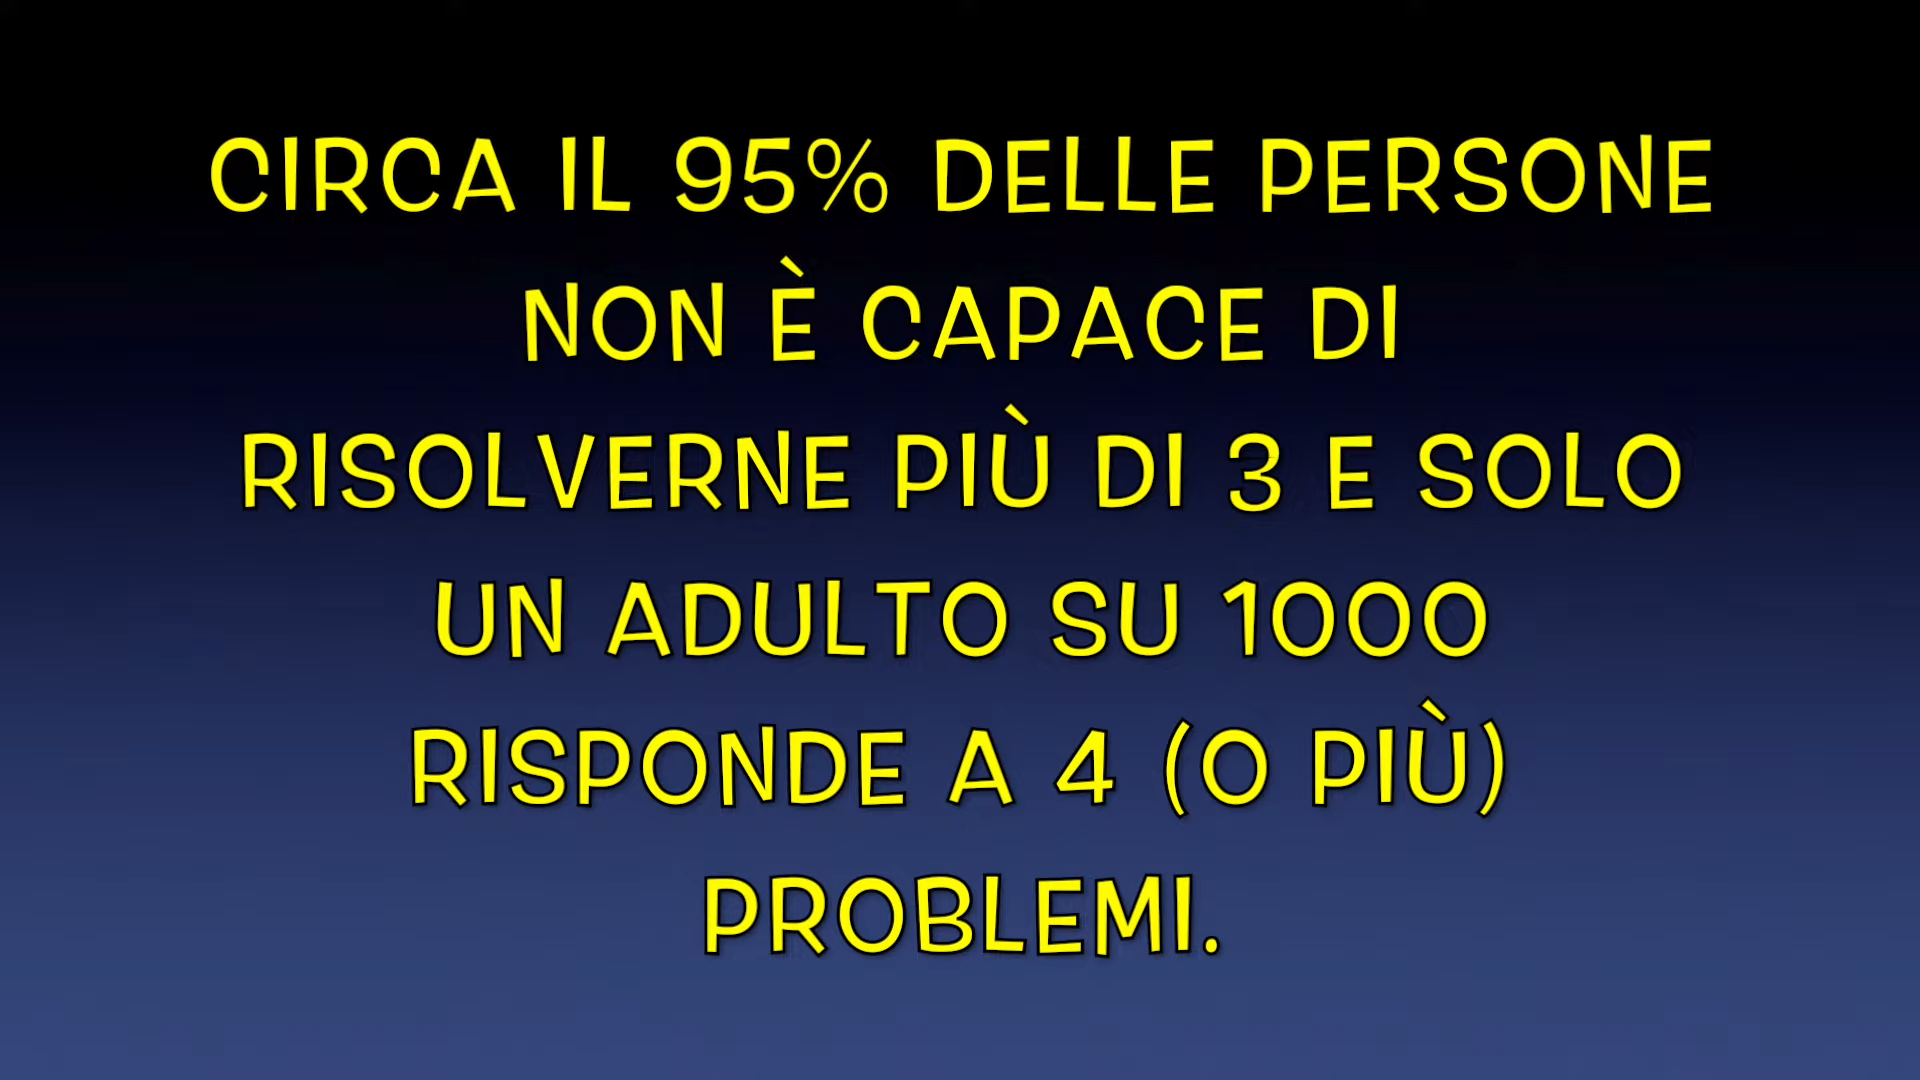 CIRCA IL 95% DELLE PERSONE
NON È CAPACE DI
RISOLVERNE PIÙ DI 3 E SOLO
UN ADULTO SU 1000
RISPONDE A 4 (O PIÙ)
PROBLEMI.